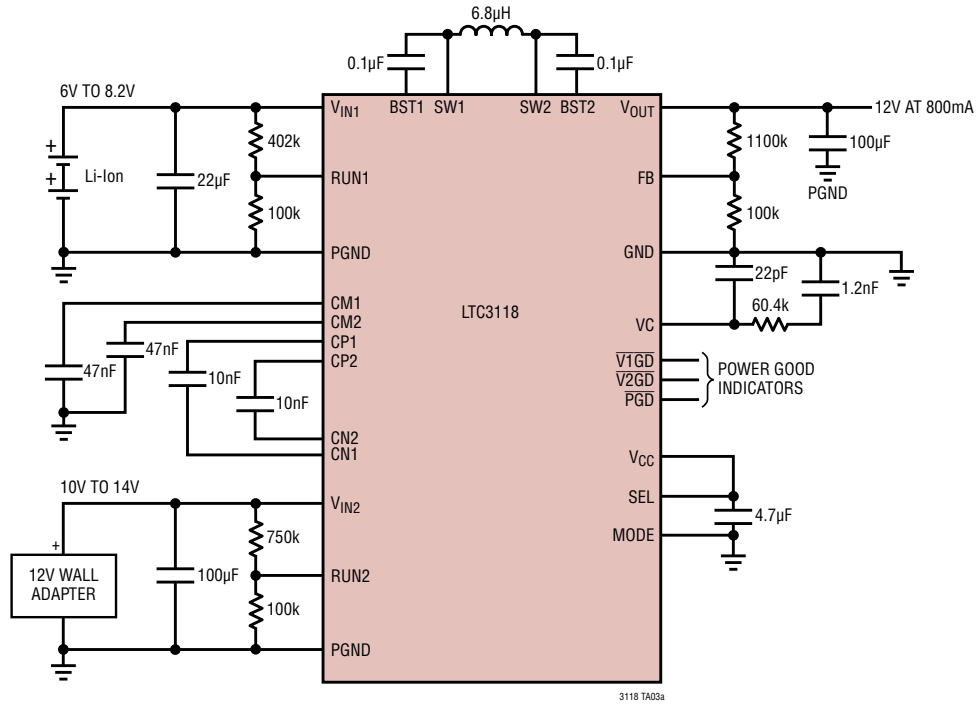 6.8µH
0.1µF
0.1µF
BST1 SW1 SW2 BST2
6V TO 8.2V
VIN1
VOUT
12V AT 800mA
402k
1100k
100µF
PGND
+
+
Li-Ion
22µF
RUN1
FB
100k
100k
PGND
GND
22pF
1.2nF
60.4k
CM1
CM2
CP1
CP2
LTC3118
VC
47nF
47nF
10nF
10nF
V1GD
V2GD
PGD
POWER GOOD
INDICATORS
CN2
CN1
VCC
SEL
4.7µF
MODE
10V TO 14V
VIN2
+
12V WALL
ADAPTER
750k
100µF
RUN2
100k
PGND
3118 TA03a